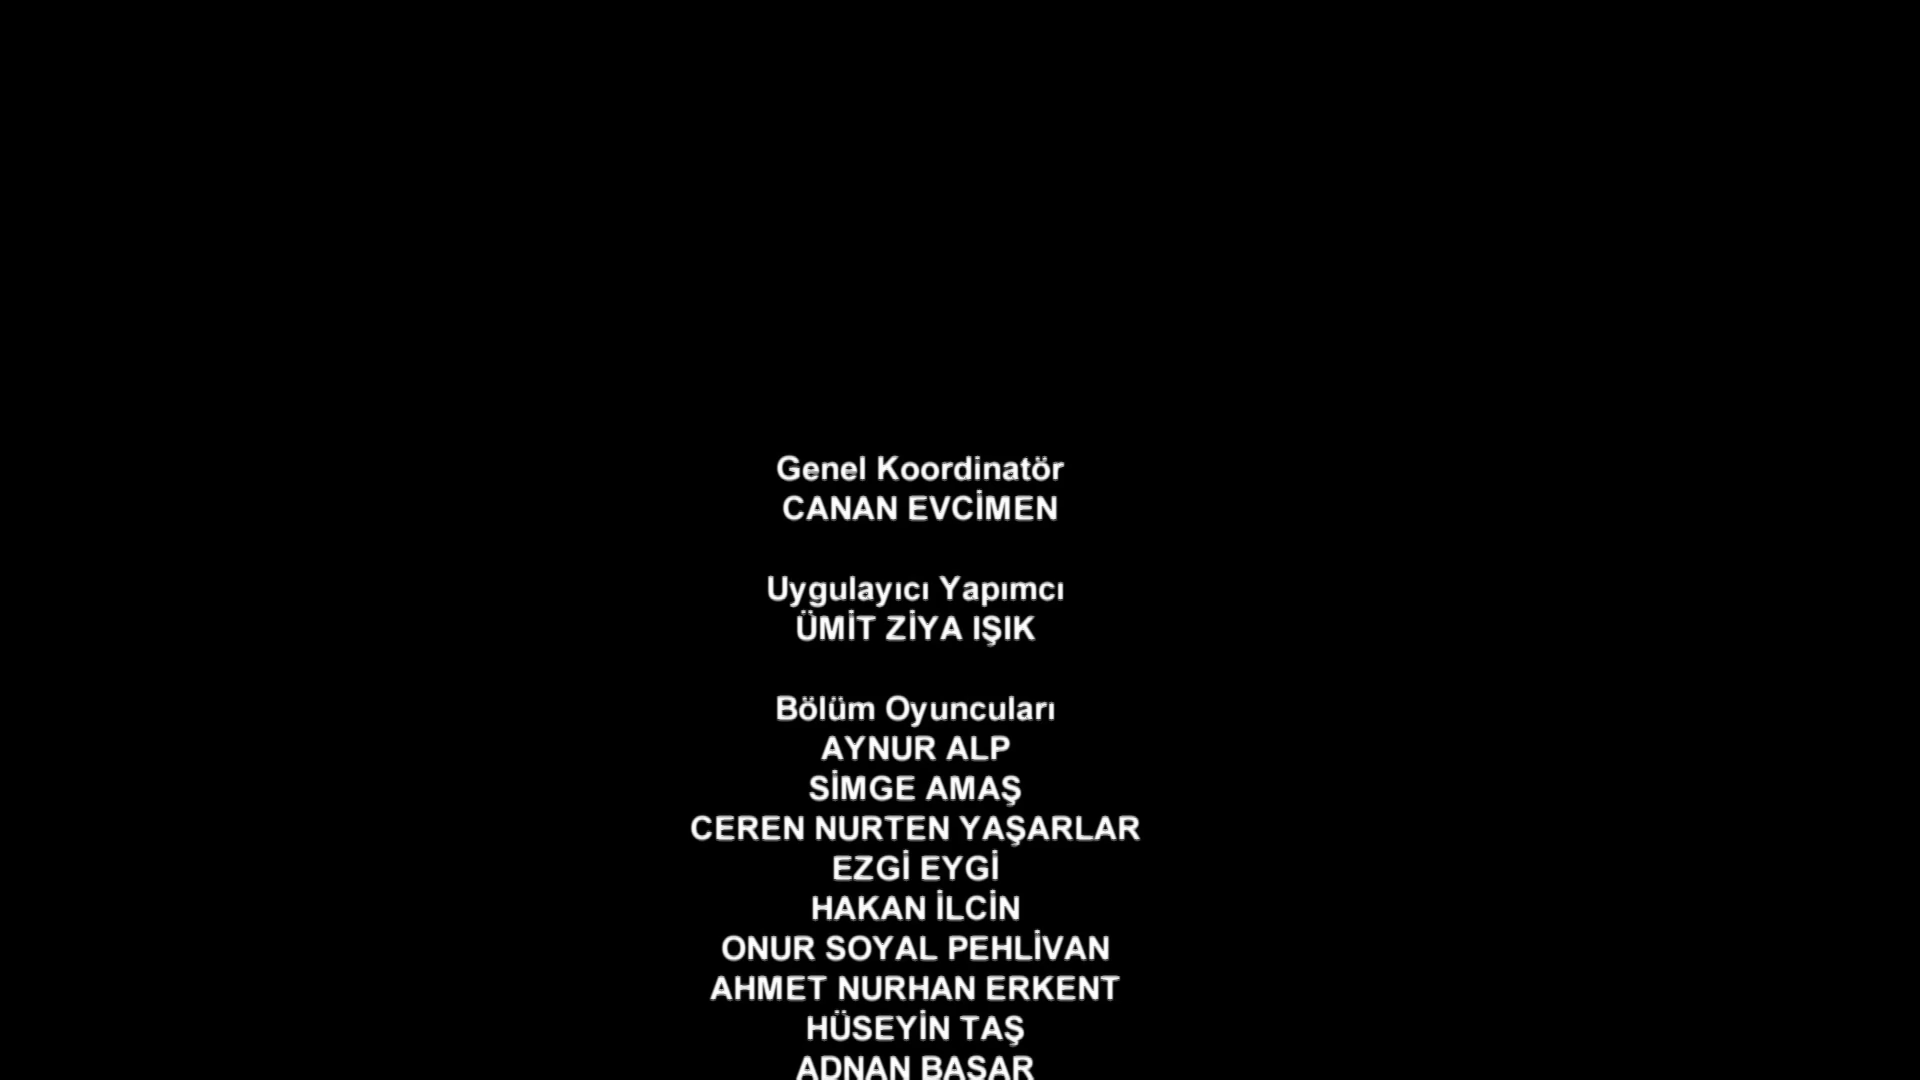 Genel Koordinatör
CANAN EVCİMEN
Uygulayıcı Yapımcı
ÜMİT ZİYA IŞIK
Bölüm Oyuncuları
AYNUR ALP
SİMGE AMAŞ
CEREN NURTEN YAŞARLAR
EZGİ EYGİ
HAKAN İLCİN
ONUR SOYAL PEHLİVAN
AHMET NURHAN ERKENT
HÜSEYİN TAŞ
ADNAN